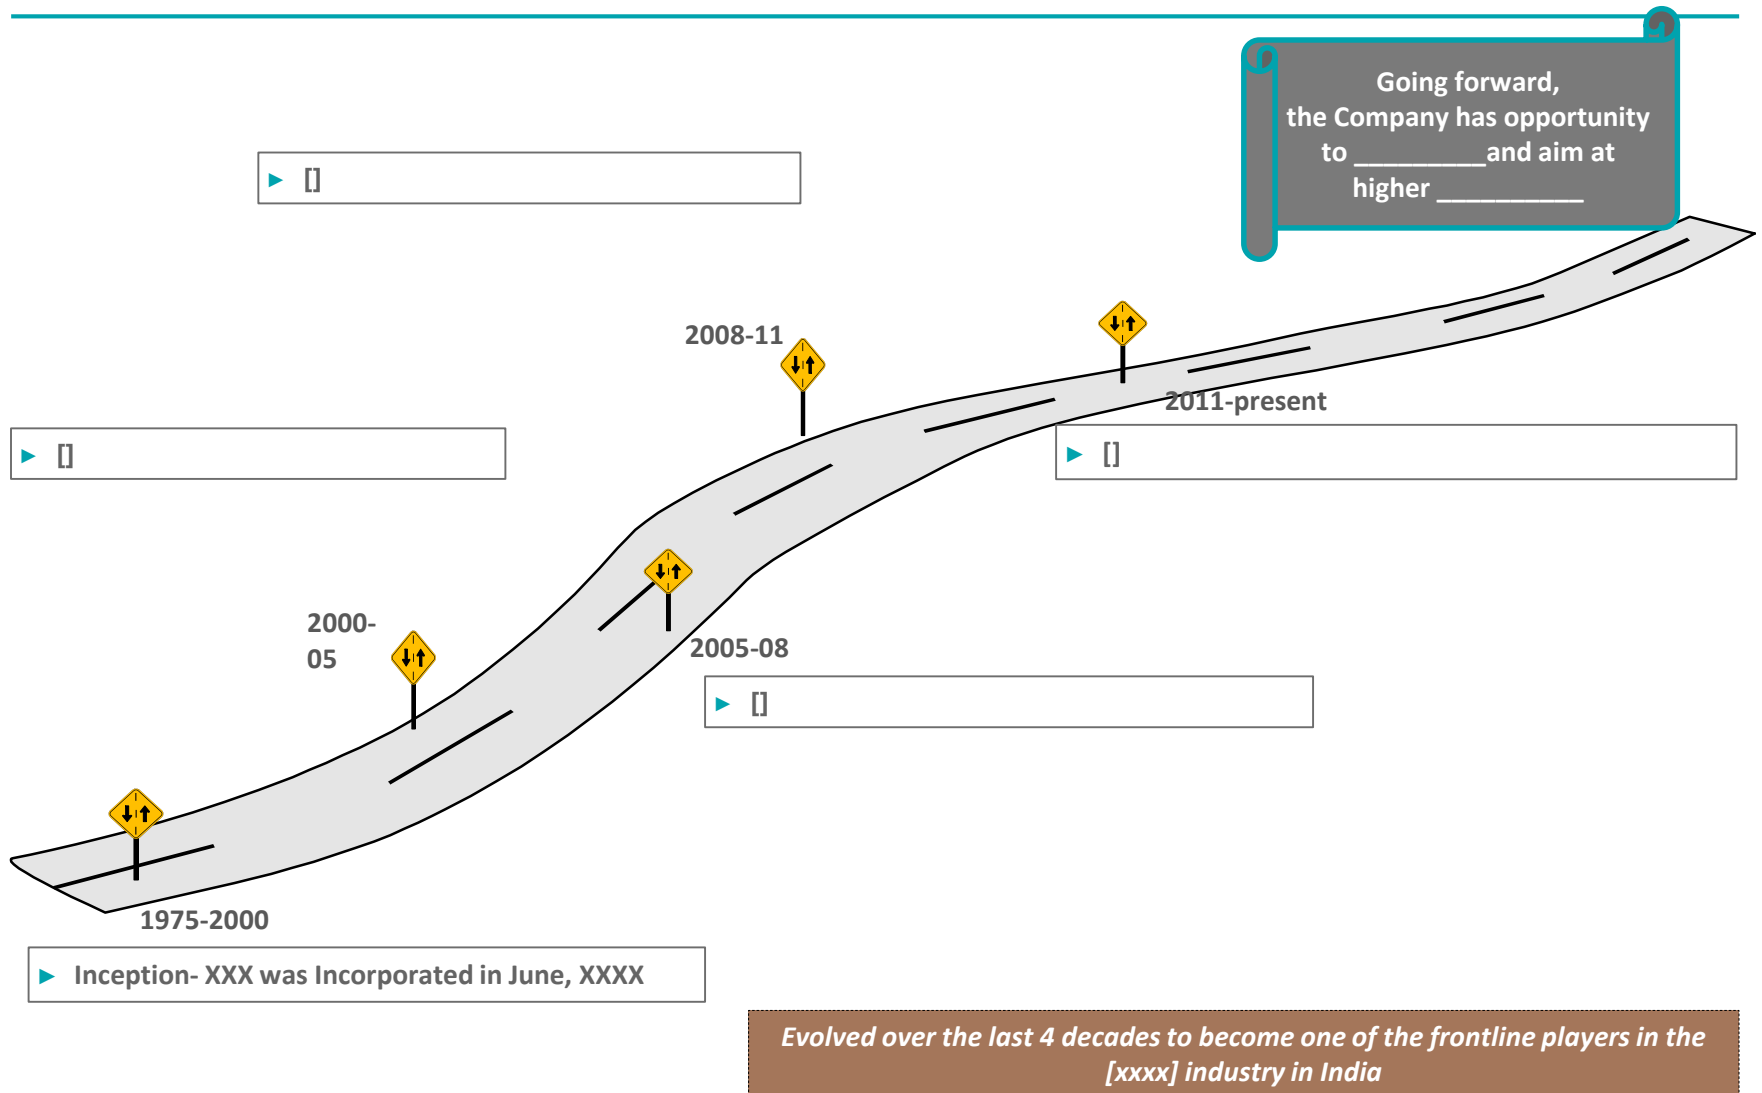 Going forward,
the Company has opportunity
to _________and aim at
higher __________
► []
2008-11
2011-present
► []
► []
2000-
05
2005-08
► []
1975-2000
► Inception- XXX was Incorporated in June, XXXX
Evolved over the last 4 decades to become one of the frontline players in the
[xxxx] industry in India